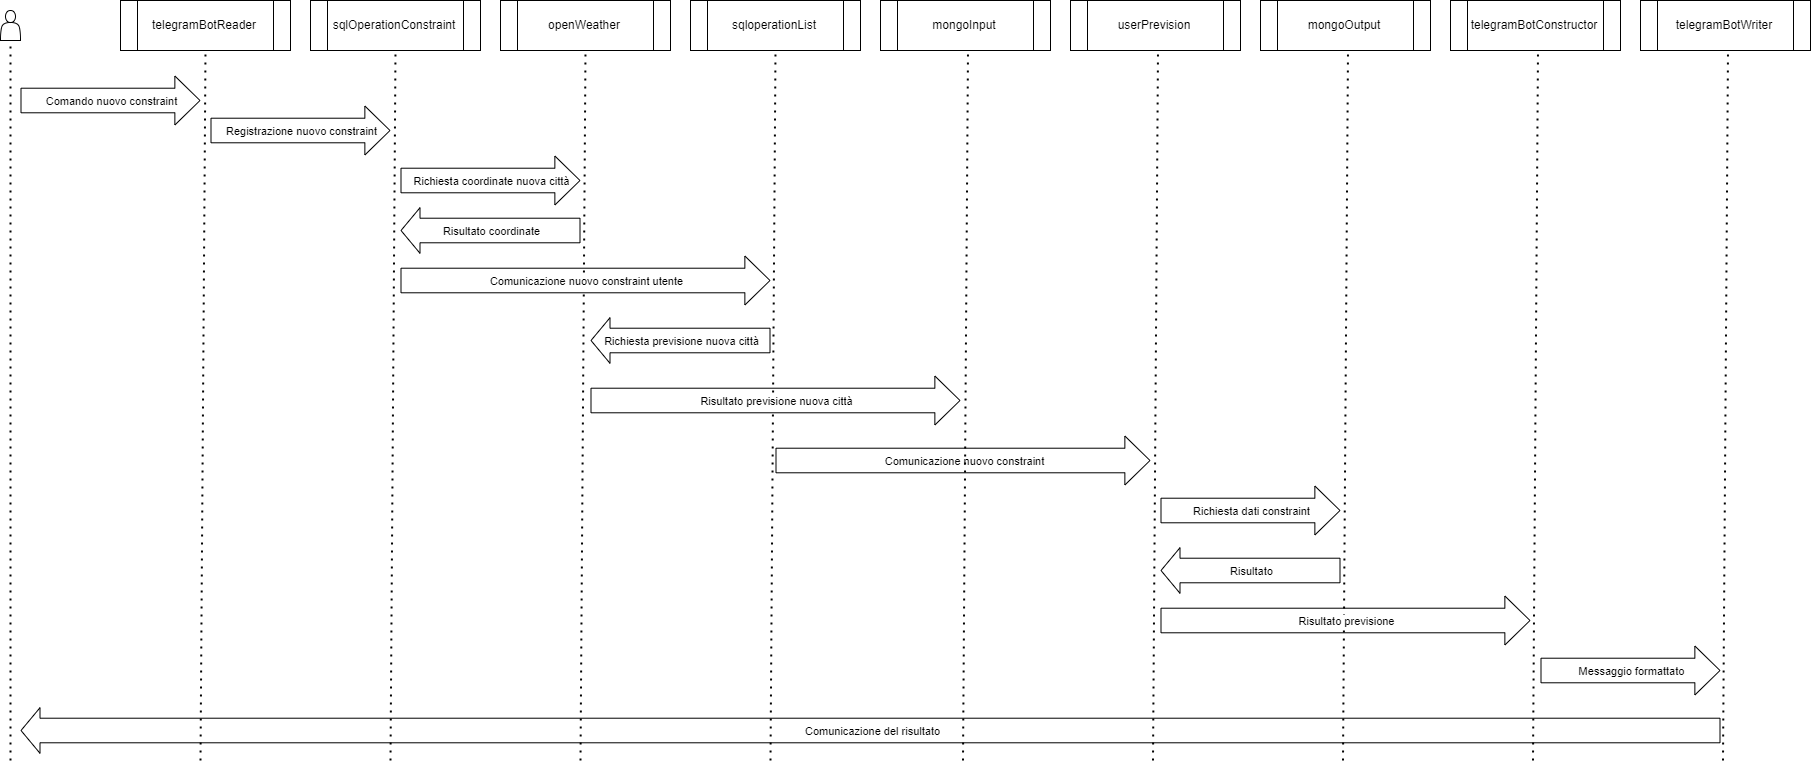 telegramBotReader
sqlOperationConstraint
openWeather
sqloperationList
mongoInput
userPrevision
mongoOutput
telegramBotConstructor
telegramBotWriter
Comando nuovo constraint
Registrazione nuovo constraint
Richiesta coordinate nuova città
Risultato coordinate
Comunicazione nuovo constraint utente
Richiesta previsione nuova città
Risultato previsione nuova città
Comunicazione nuovo constraint
Richiesta dati constraint
Risultato
Risultato previsione
Messaggio formattato
Comunicazione del risultato